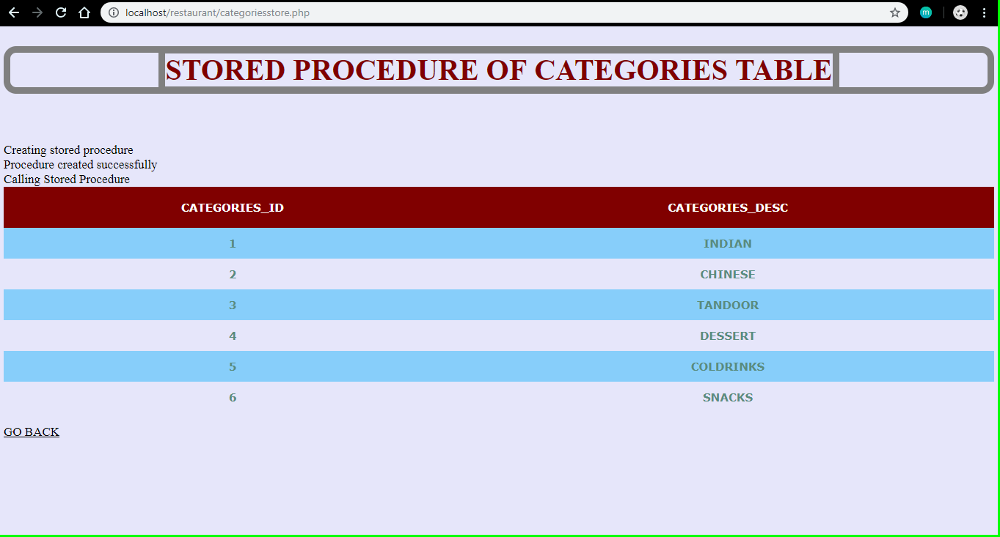 localhost/restaurant/categoriesstore.php
m
STORED PROCEDURE OF CATEGORIES TABLE
Creating stored procedure
Procedure created successfully
Calling Stored Procedure
CATEGORIES_ID CATEGORIES_DESC
1 INDIAN
2 CHINESE
3 TANDOOR
4 DESSERT
5 COLDRINKS
6 SNACKS
GO BACK